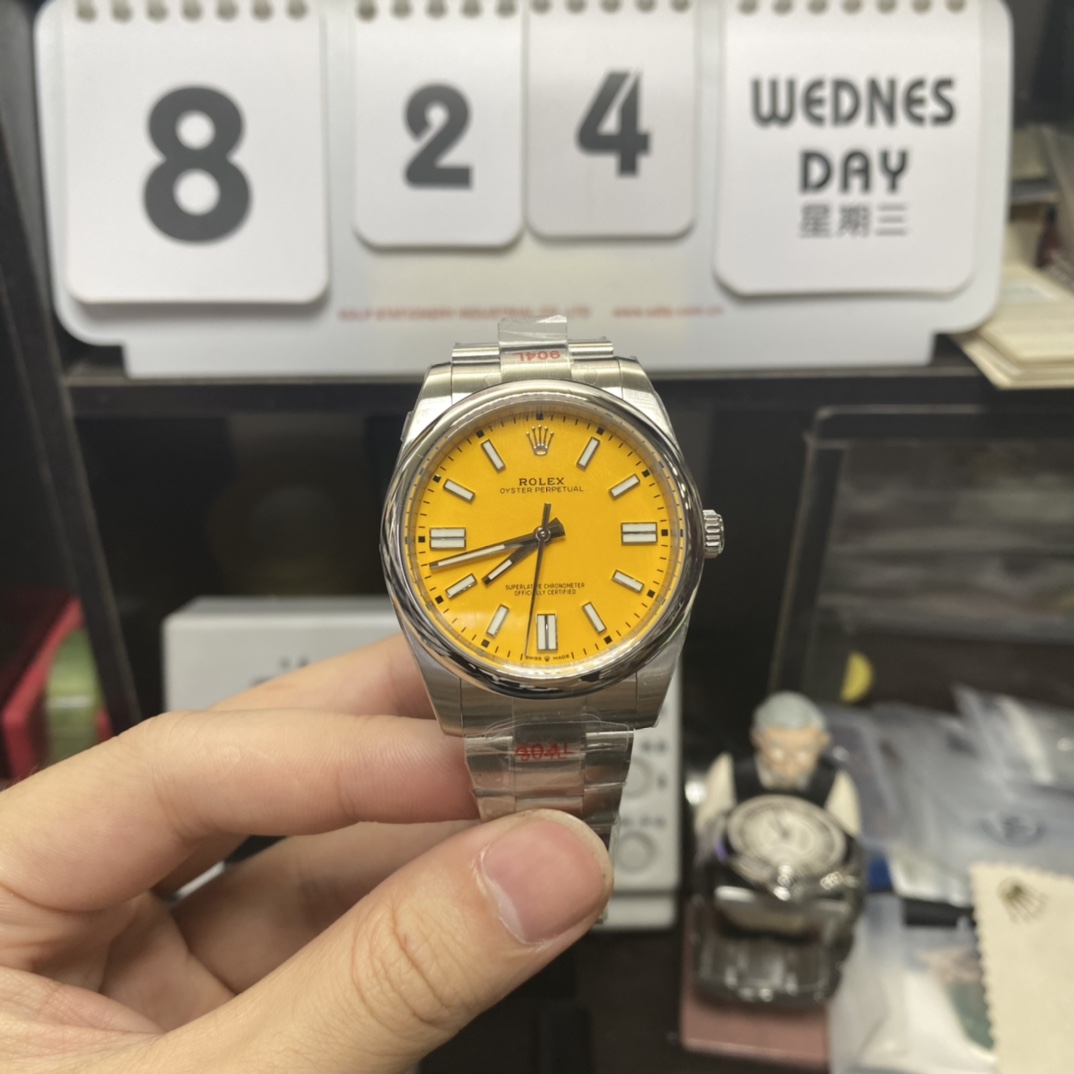 8
2
4
WEDNES
DAY
星期三
904L
ROLEX
OYSTER PERPETUAL
SUPERLATIVE CHRONOMETER
OFFICIALLY CERTIFIED
SWISS MADE
904L